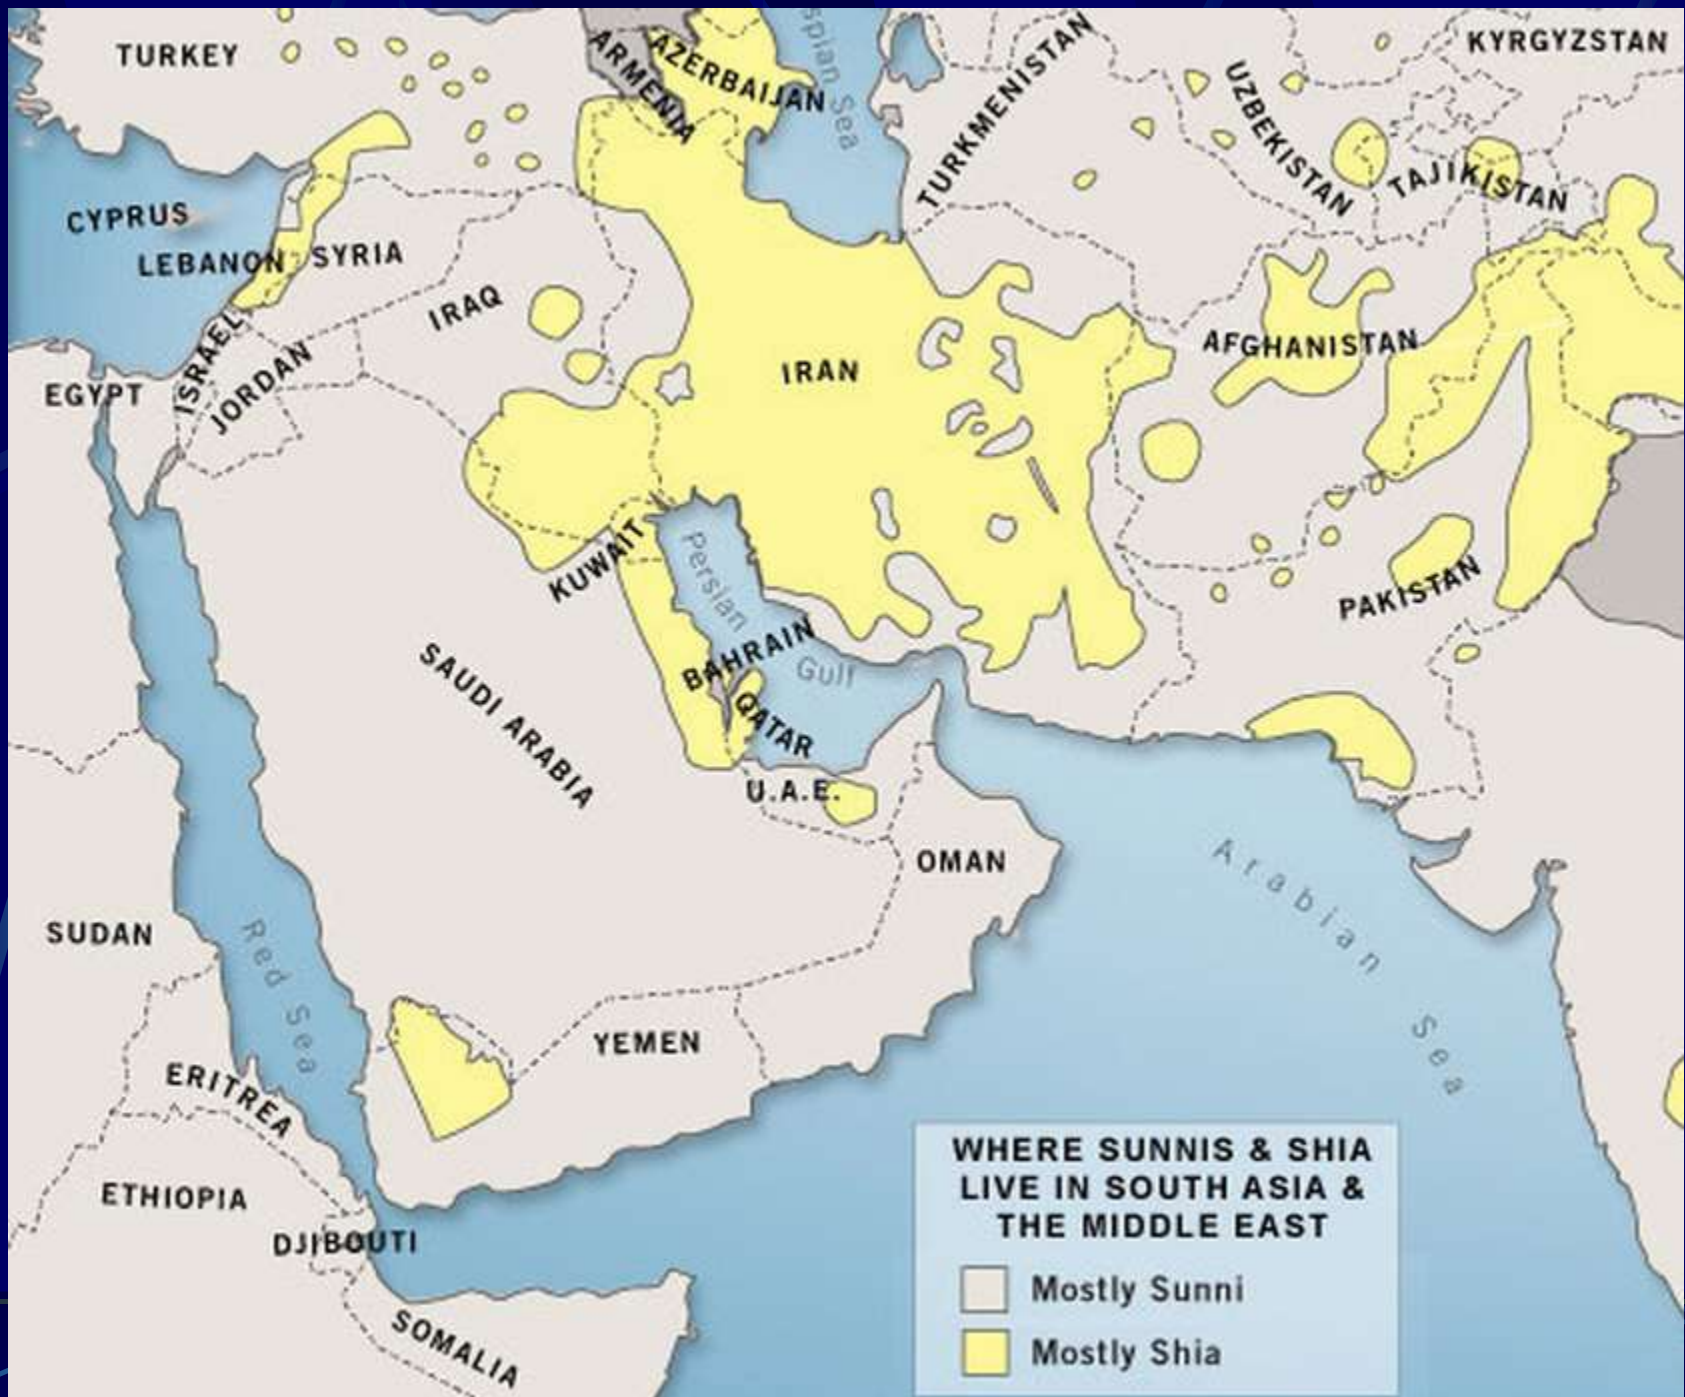 TURKEY
ARMENIA
AZERBAIJAN
spian Sea
TURKMENISTAN
UZBEKISTAN
KYRGYZSTAN
TAJIKISTAN
CYPRUS
LEBANON
SYRIA
IRAQ
IRAN
AFGHANISTAN
ISRAEL
JORDAN
EGYPT
KUWAIT
Persian
Gulf
PAKISTAN
BAHRAIN
QATAR
SAUDI ARABIA
U.A.E.
OMAN
Arabian Sea
SUDAN
Red Sea
YEMEN
ERITREA
ETHIOPIA
DJIBOUTI
SOMALIA
WHERE SUNNIS & SHIA
LIVE IN SOUTH ASIA &
THE MIDDLE EAST
Mostly Sunni
Mostly Shia